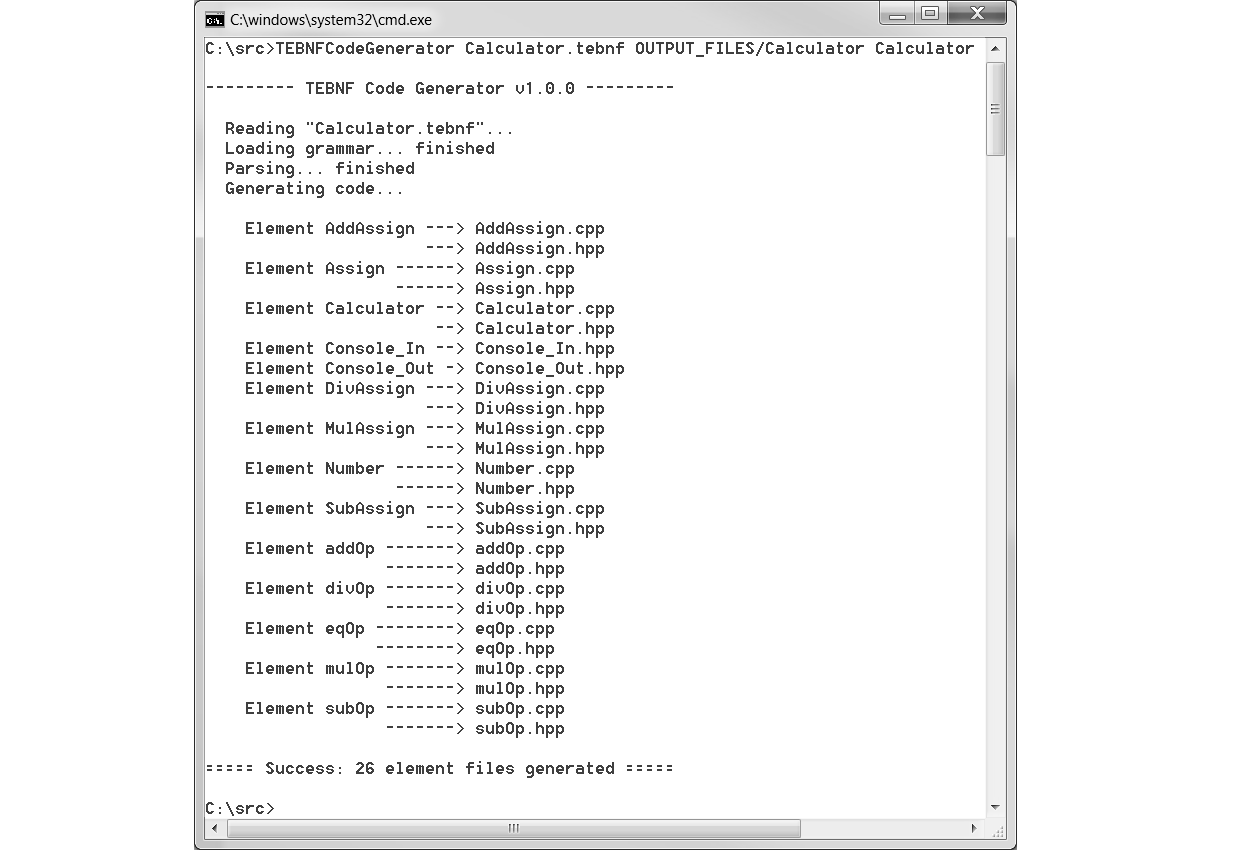 C:\windows\system32\cmd.exe
C:\src>TEBNFCodeGenerator Calculator.tebnf OUTPUT_FILES/Calculator Calculator
--------- TEBNF Code Generator v1.0.0 ---------
Reading "Calculator.tebnf"...
Loading grammar... finished
Parsing... finished
Generating code...
Element AddAssign ---> AddAssign.cpp
---> AddAssign.hpp
Element Assign ------> Assign.cpp
------> Assign.hpp
Element Calculator --> Calculator.cpp
--> Calculator.hpp
Element Console_In --> Console_In.hpp
Element Console_Out -> Console_Out.hpp
Element DivAssign ---> DivAssign.cpp
---> DivAssign.hpp
Element MulAssign ---> MulAssign.cpp
---> MulAssign.hpp
Element Number ------> Number.cpp
------> Number.hpp
Element SubAssign ---> SubAssign.cpp
---> SubAssign.hpp
Element addOp -------> addOp.cpp
-------> addOp.hpp
Element divOp -------> divOp.cpp
-------> divOp.hpp
Element eqOp --------> eqOp.cpp
--------> eqOp.hpp
Element mulOp -------> mulOp.cpp
-------> mulOp.hpp
Element subOp -------> subOp.cpp
-------> subOp.hpp
===== Success: 26 element files generated =====
C:\src>